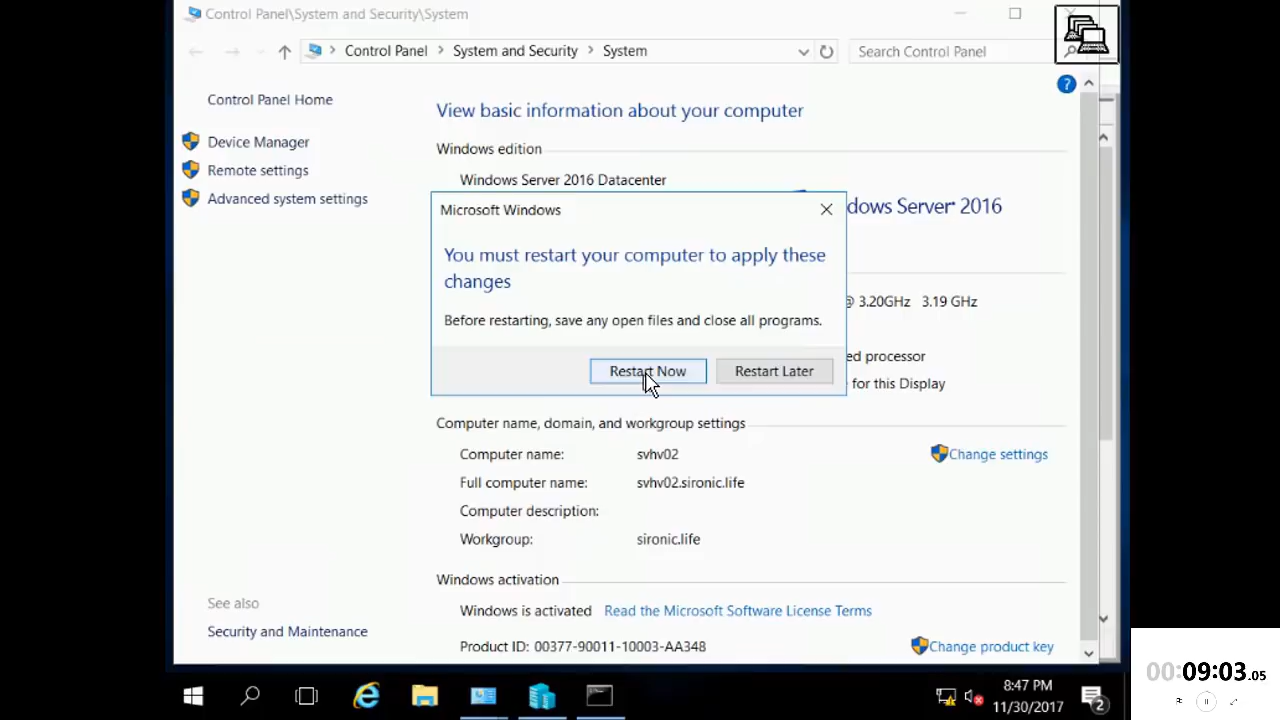 Control Panel\System and Security\System
Control Panel > System and Security > System
Search Control Panel
?
Control Panel Home
Device Manager
Remote settings
Advanced system settings
View basic information about your computer
Windows edition
Windows Server 2016 Datacenter
dows Server 2016
Microsoft Windows
You must restart your computer to apply these
changes
Before restarting, save any open files and close all programs.
Restart Now
Restart Later
@ 3.20GHz 3.19 GHz
ed processor
for this Display
Computer name, domain, and workgroup settings
Computer name: svhv02
Change settings
Full computer name: svhv02.sironic.life
Computer description:
Workgroup: sironic.life
Windows activation
Windows is activated Read the Microsoft Software License Terms
Product ID: 00377-90011-10003-AA348
Change product key
See also
Security and Maintenance
8:47 PM
11/30/2017
2
00:09:03.05